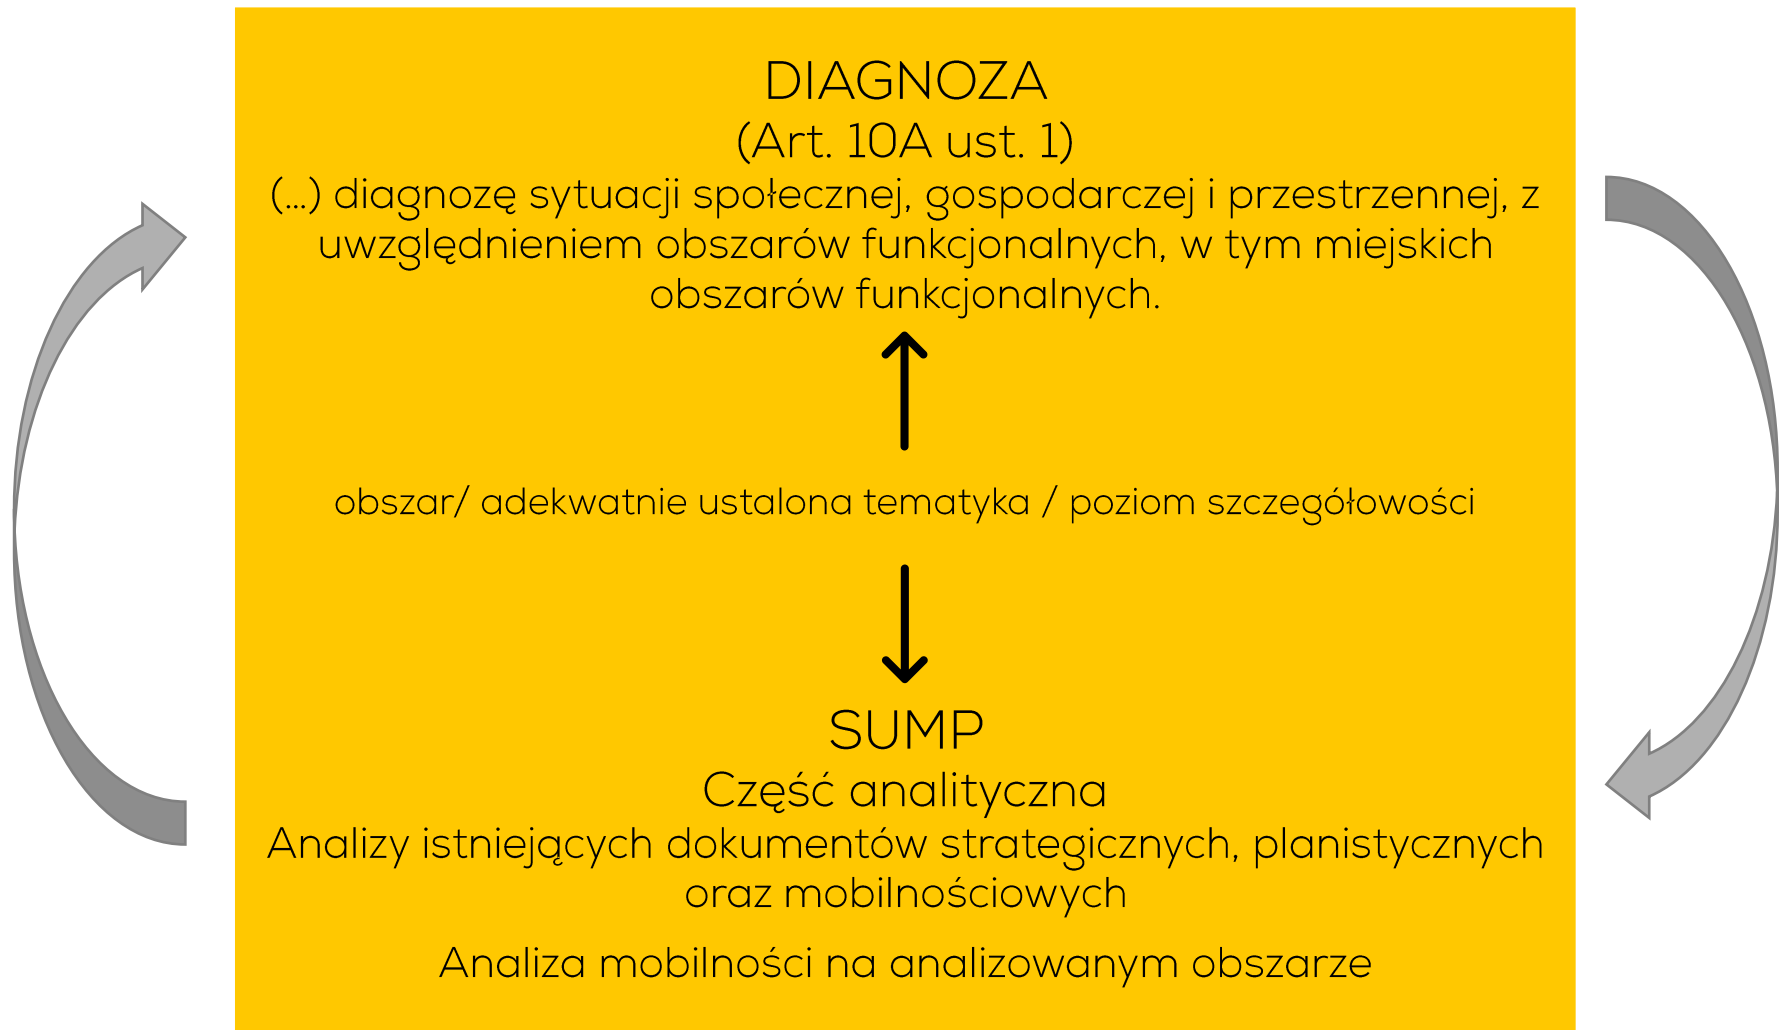 DIAGNOZA
(Art. 10A ust. 1)
(...) diagnozę sytuacji społecznej, gospodarczej i przestrzennej, z
uwzględnieniem obszarów funkcjonalnych, w tym miejskich
obszarów funkcjonalnych.
obszar/ adekwatnie ustalona tematyka / poziom szczegółowości
SUMP
Część analityczna
Analizy istniejących dokumentów strategicznych, planistycznych
oraz mobilnościowych
Analiza mobilności na analizowanym obszarze